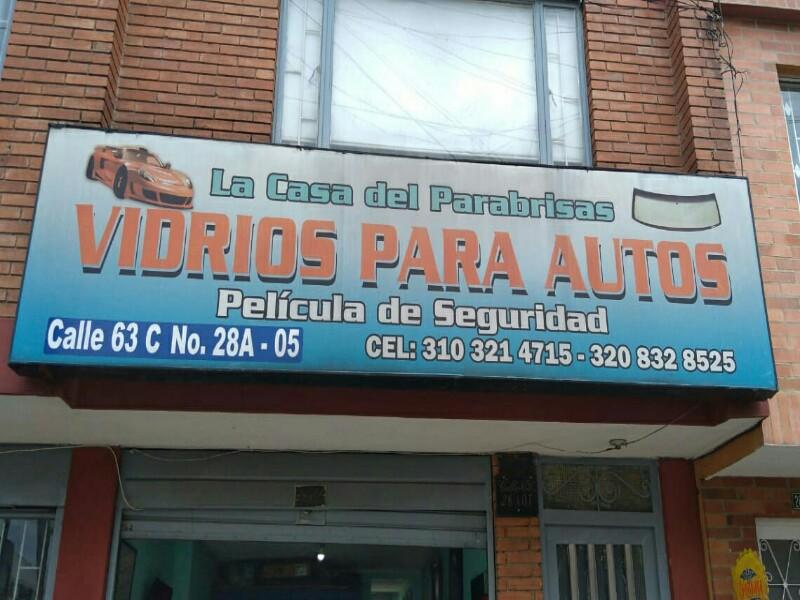 La Casa del Parabrisas
VIDRIOS PARA AUTOS
Película de Seguridad
Calle 63 C No. 28A - 05
CEL: 310 321 4715 - 320 832 8525